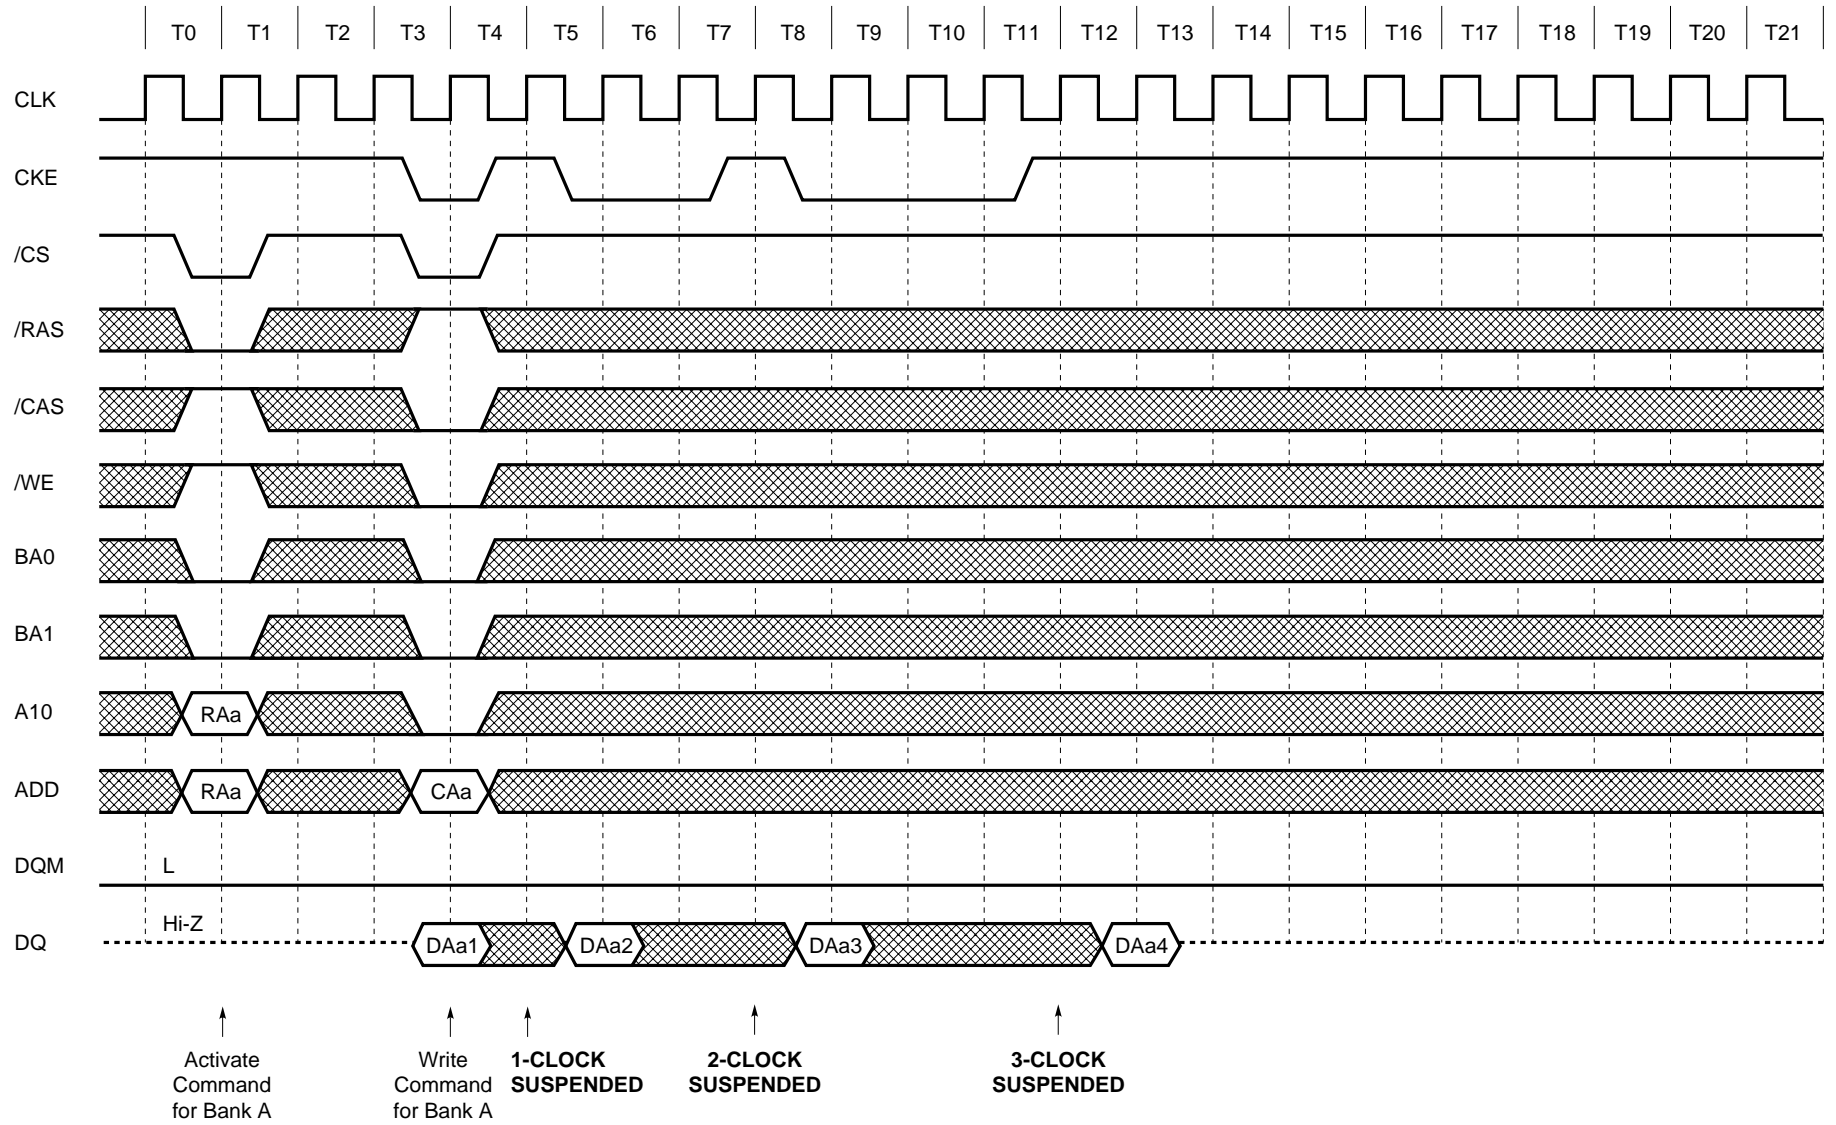 T0 T1 T2 T3 T4 T5 T6 T7 T8 T9 T10 T11 T12 T13 T14 T15 T16 T17 T18 T19 T20 T21
CLK
CKE
/CS
/RAS
/CAS
/WE
BA0
BA1
A10 RAa
ADD RAa CAa
DQM L
DQ Hi-Z DAa1 DAa2 DAa3 DAa4
Activate
Command
for Bank A
Write
Command
for Bank A
1-CLOCK
SUSPENDED
2-CLOCK
SUSPENDED
3-CLOCK
SUSPENDED